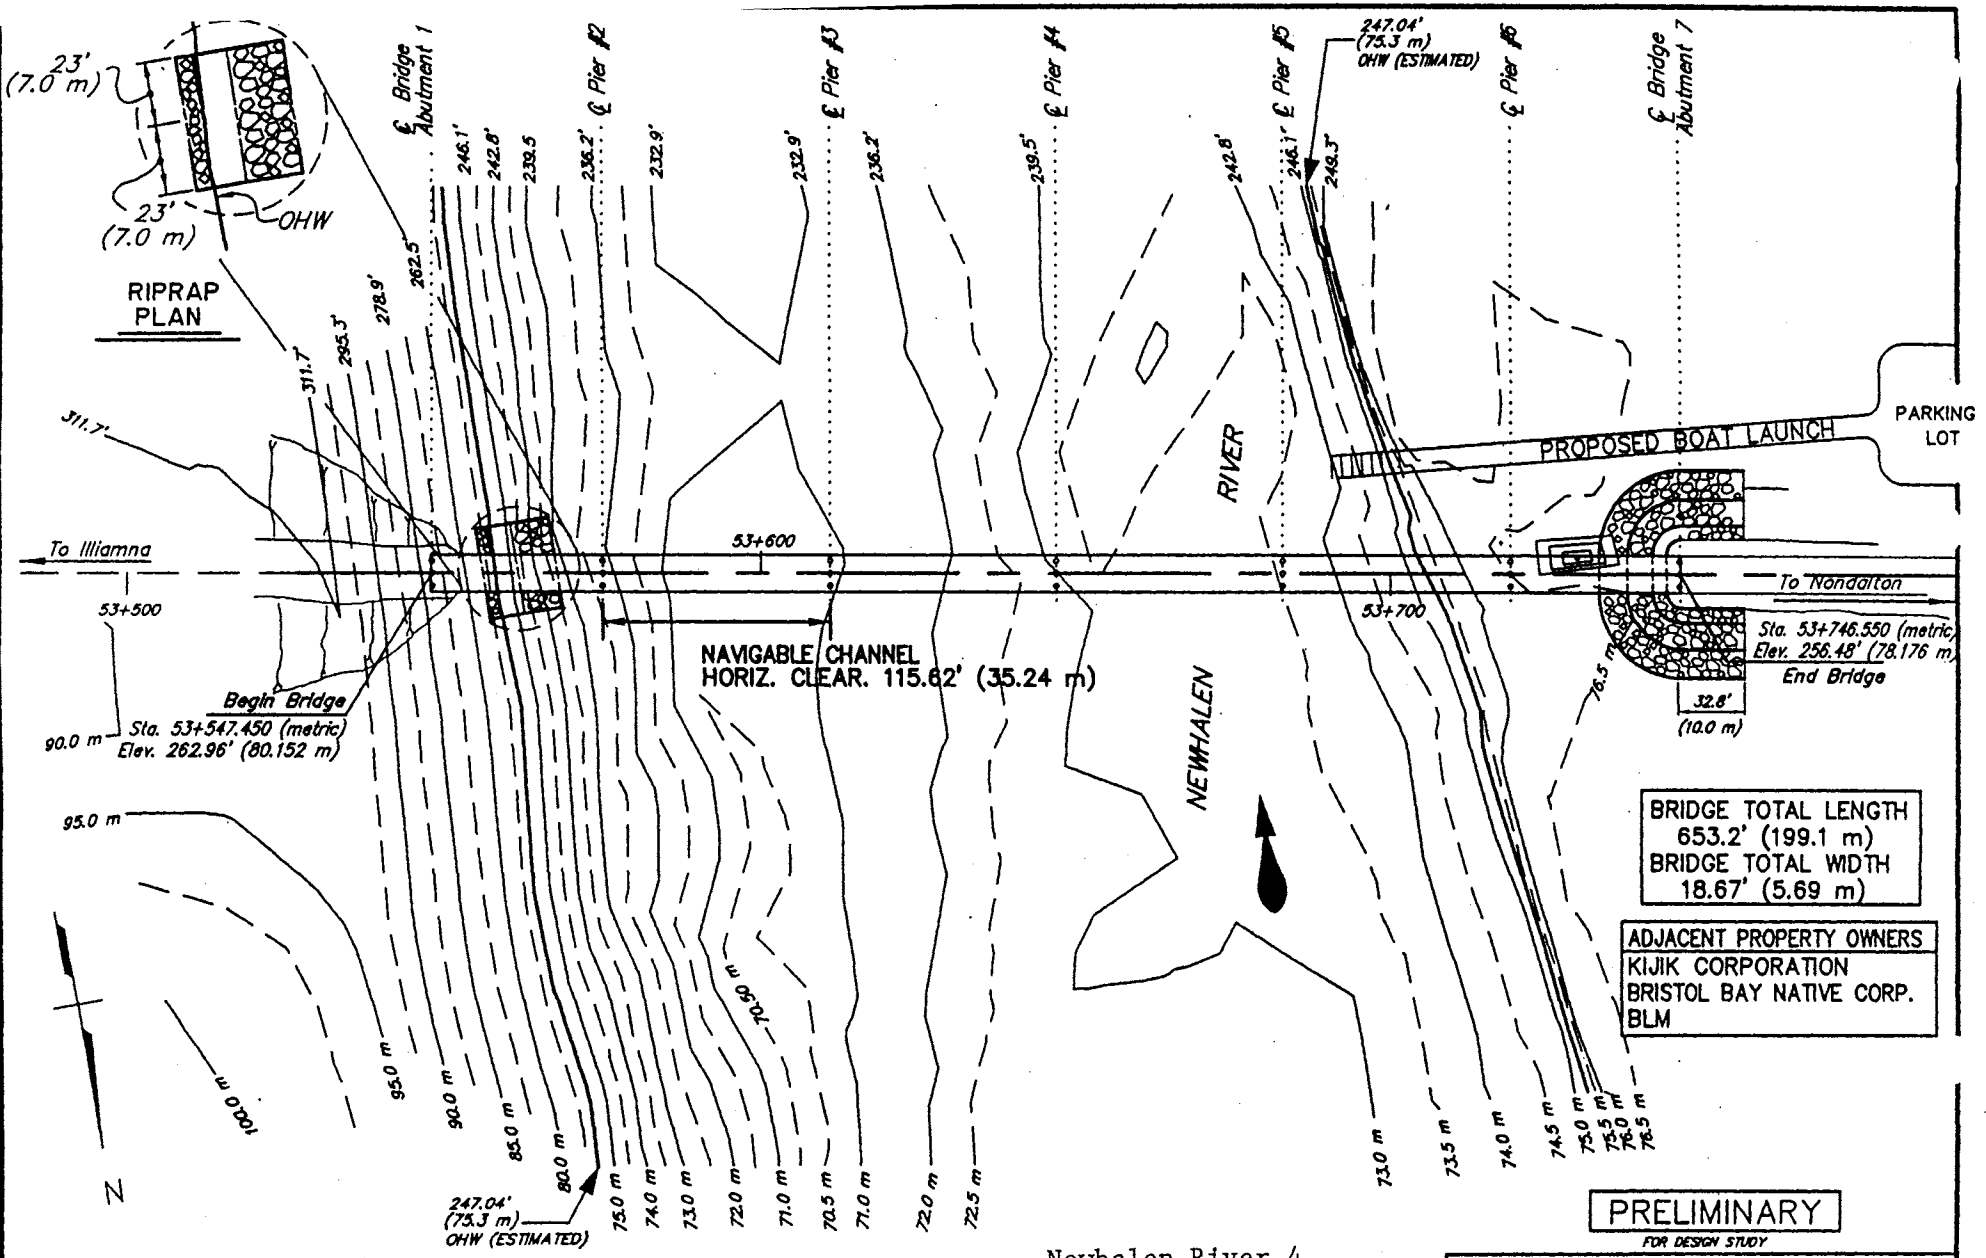 23'
(7.0 m)
23'
(7.0 m)
OHW
RIPRAP
PLAN
℄ Bridge
Abutment 1
℄ Pier #2
℄ Pier #3
℄ Pier #4
℄ Pier #5
247.04'
(75.3 m)
OHW (ESTIMATED)
℄ Pier #6
℄ Bridge
Abutment 7
311.7'
311.7'
295.3'
278.9'
262.5'
246.1'
242.8'
239.5
236.2'
232.9'
232.9'
236.2'
239.5'
242.8'
246.1'
249.3'
RIVER
PROPOSED BOAT LAUNCH
PARKING
LOT
To Illiamna
53+500
53+600
53+700
To Nondalton
NAVIGABLE CHANNEL
HORIZ. CLEAR. 115.62' (35.24 m)
Sta. 53+746.550 (metric)
Elev. 256.48' (78.176 m)
End Bridge
76.5 m
32.8'
(10.0 m)
Begin Bridge
Sta. 53+547.450 (metric)
Elev. 262.96' (80.152 m)
90.0 m
95.0 m
NEWHALEN
BRIDGE TOTAL LENGTH
653.2' (199.1 m)
BRIDGE TOTAL WIDTH
18.67' (5.69 m)
ADJACENT PROPERTY OWNERS
KIJIK CORPORATION
BRISTOL BAY NATIVE CORP.
BLM
N
100.0 m
95.0 m
90.0 m
85.0 m
80.0 m
70.50 m
247.04'
(75.3 m)
OHW (ESTIMATED)
75.0 m
74.0 m
73.0 m
72.0 m
71.0 m
70.5 m
71.0 m
72.0 m
72.5 m
73.0 m
73.5 m
74.0 m
74.5 m
75.0 m
75.5 m
76.0 m
76.5 m
PRELIMINARY
FOR DESIGN STUDY
Newhalen River 4